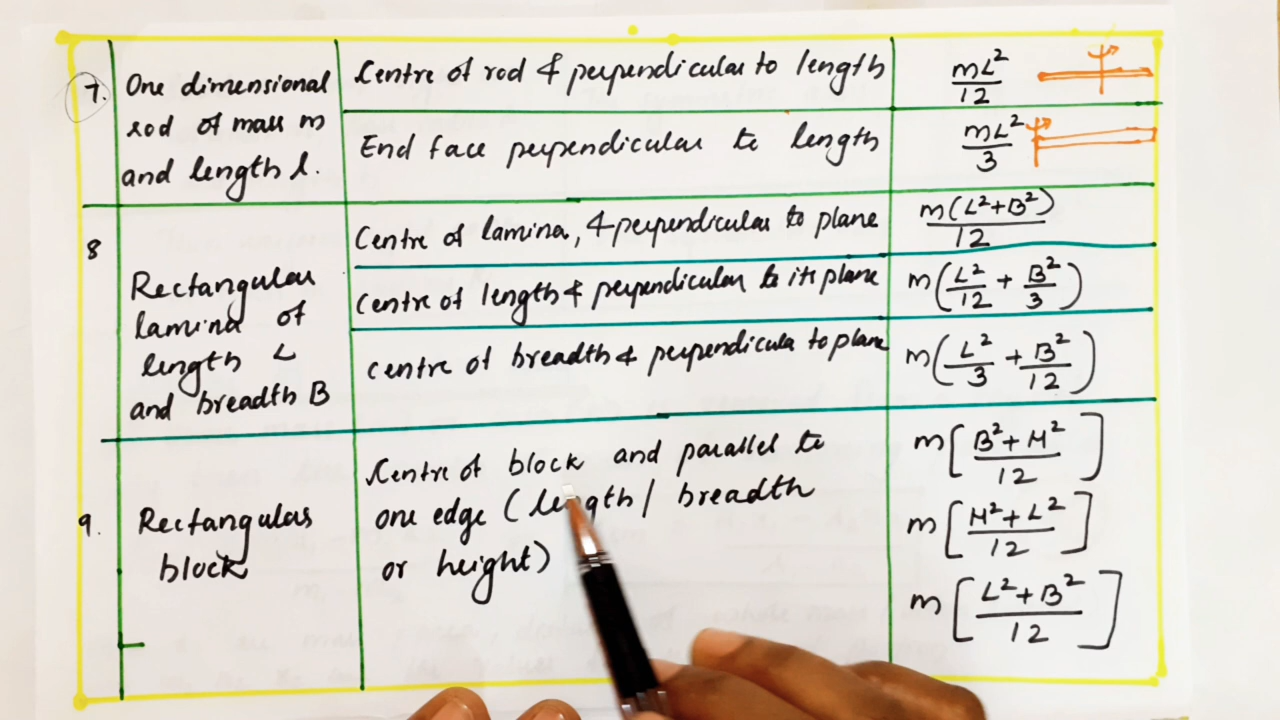 7. One dimensional
rod of mass m
and length l.
Centre of rod & perpendicular to length
mL²/12
End face perpendicular to length
mL²/3
8
Rectangular
lamina of
length L
and breadth B
Centre of lamina, & perpendicular to plane
m(L²+B²)/12
Centre of length & perpendicular to its plane
m(L²/12 + B²/3)
Centre of breadth & perpendicula to plane
m(L²/3 + B²/12)
9. Rectangular
block
Centre of block and parallel to
one edge (length/ breadth
or height)
m[B²+H²/12]
m[H²+L²/12]
m[L²+B²/12]